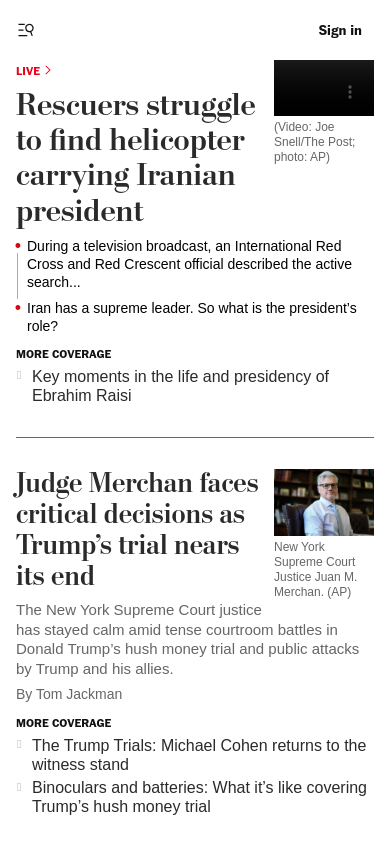 Sign in
LIVE
Rescuers struggle
to find helicopter
carrying Iranian
president
(Video: Joe
Snell/The Post;
photo: AP)
During a television broadcast, an International Red
Cross and Red Crescent official described the active
search...
Iran has a supreme leader. So what is the president’s
role?
MORE COVERAGE
Key moments in the life and presidency of
Ebrahim Raisi
Judge Merchan faces
critical decisions as
Trump’s trial nears
its end
New York
Supreme Court
Justice Juan M.
Merchan. (AP)
The New York Supreme Court justice
has stayed calm amid tense courtroom battles in
Donald Trump’s hush money trial and public attacks
by Trump and his allies.
By Tom Jackman
MORE COVERAGE
The Trump Trials: Michael Cohen returns to the
witness stand
Binoculars and batteries: What it’s like covering
Trump’s hush money trial